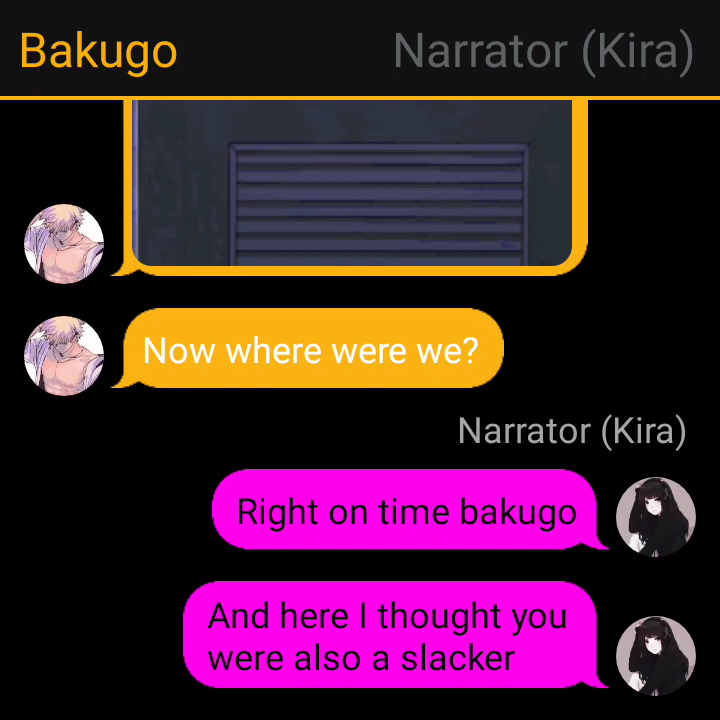 Bakugo
Narrator (Kira)
Now where were we?
Narrator (Kira)
Right on time bakugo
And here I thought you
were also a slacker